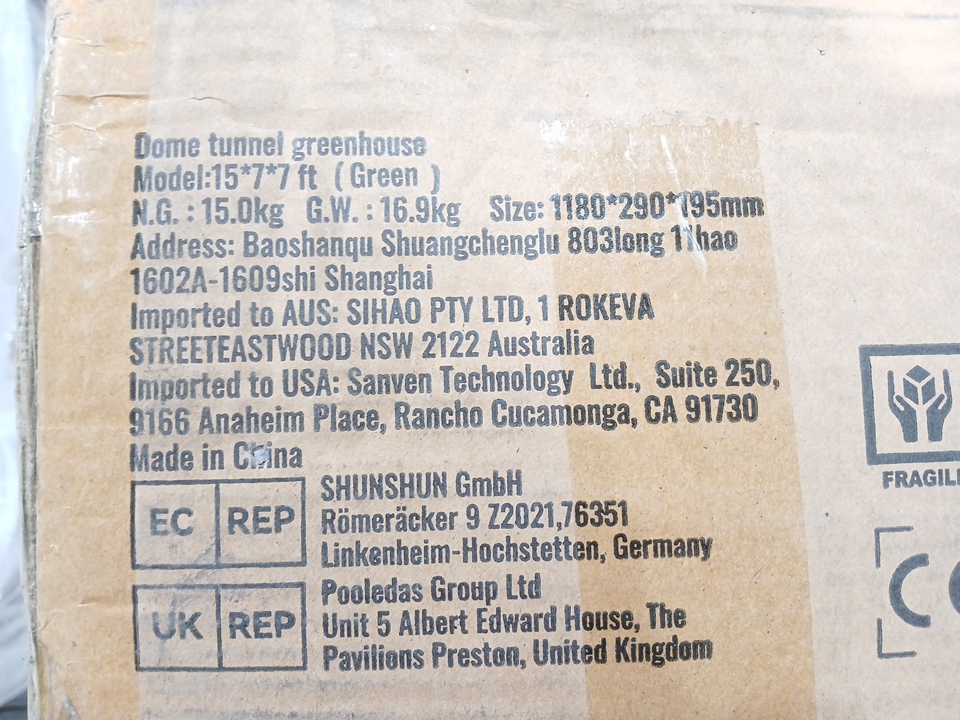 Dome tunnel greenhouse
Model:15*7*7 ft ( Green )
N.G. : 15.0kg G.W. : 16.9kg Size: 1180*290*195mm
Address: Baoshanqu Shuangchenglu 803long 11hao
1602A-1609shi Shanghai
Imported to AUS: SIHAO PTY LTD, 1 ROKEVA
STREETEASTWOOD NSW 2122 Australia
Imported to USA: Sanven Technology Ltd., Suite 250,
9166 Anaheim Place, Rancho Cucamonga, CA 91730
Made in China
EC REP
SHUNSHUN GmbH
Römeräcker 9 Z2021,76351
Linkenheim-Hochstetten, Germany
UK REP
Pooledas Group Ltd
Unit 5 Albert Edward House, The
Pavilions Preston, United Kingdom
FRAGIL